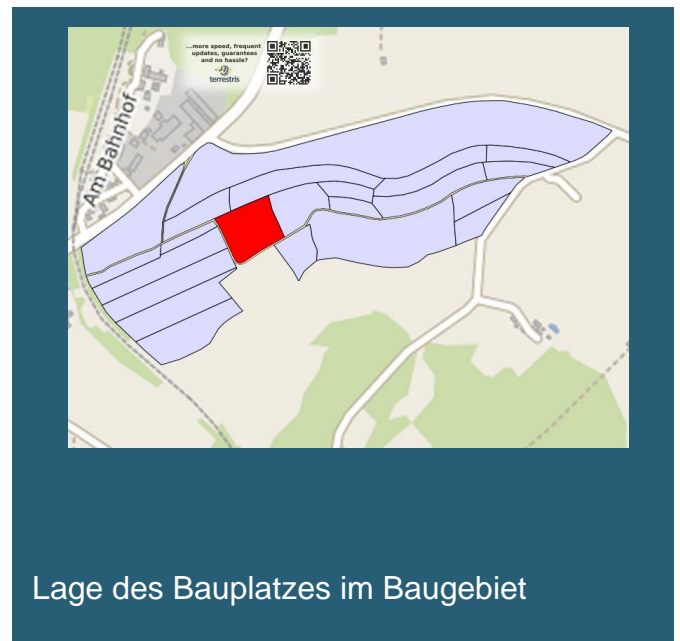 ...more speed, frequent
updates, guarantees
and no hassle?
terrestris
Am Bahnhof
Lage des Bauplatzes im Baugebiet